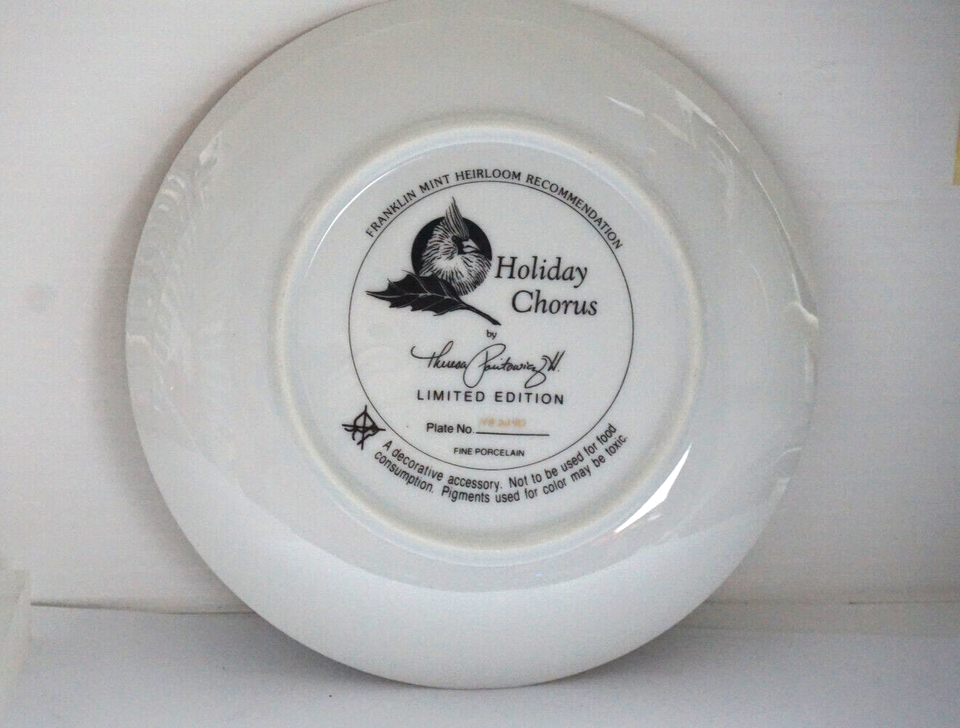 FRANKLIN MINT HEIRLOOM RECOMMENDATION
Holiday
Chorus
by
LIMITED EDITION
Plate No.
FINE PORCELAIN
A decorative accessory. Not to be used for food
consumption. Pigments used for color may be toxic.